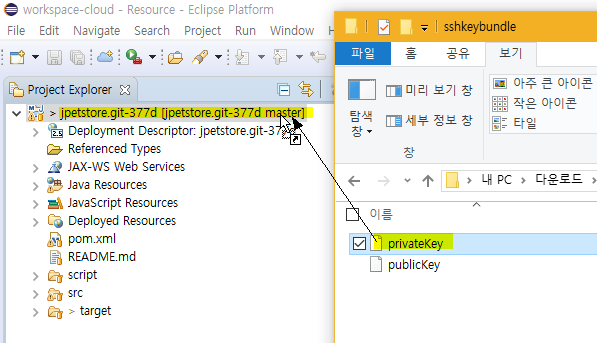 workspace-cloud - Resource - Eclipse Platform
File Edit Navigate Search Project Run W
Project Explorer
> jpetstore.git-377d [jpetstore.git-377d master]
Deployment Descriptor: jpetstore.git-37
Referenced Types
JAX-WS Web Services
Java Resources
JavaScript Resources
Deployed Resources
pom.xml
README.md
script
src
> target
sshkeybundle
파일 홈 공유 보기
탐색 창
미리 보기 창
세부 정보 창
아주 큰 아이콘
작은 아이콘
타일
창
내 PC > 다운로드 >
이름
privateKey
publicKey